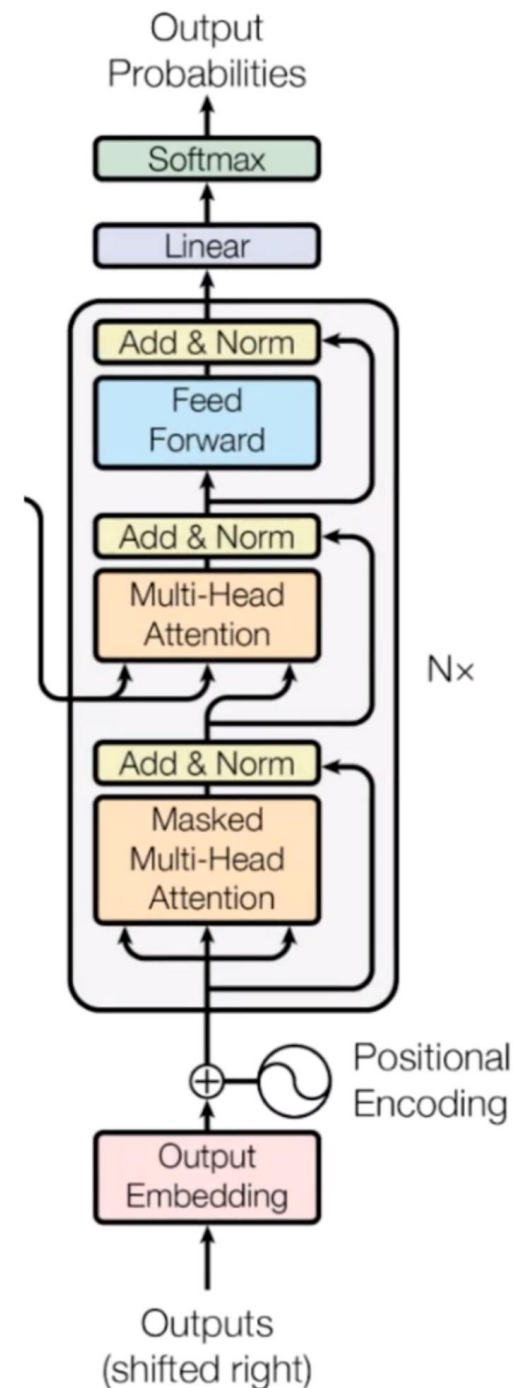 Output
Probabilities
Softmax
Linear
Add & Norm
Feed
Forward
Add & Norm
Multi-Head
Attention
N×
Add & Norm
Masked
Multi-Head
Attention
Positional
Encoding
Output
Embedding
Outputs
(shifted right)